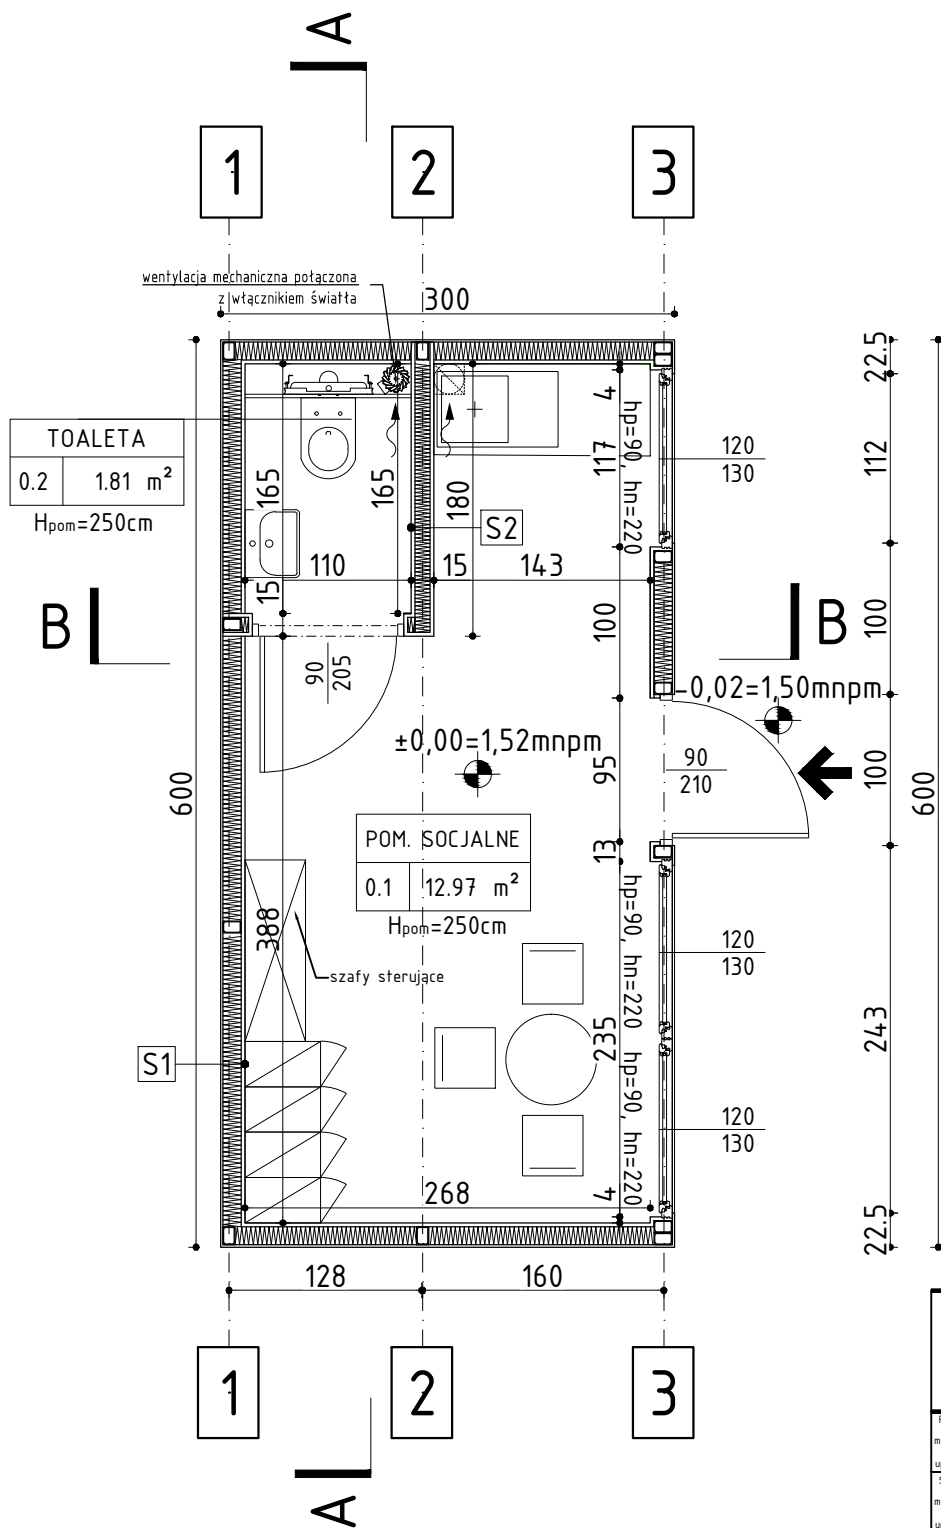 A
1
2
3
wentylacja mechaniczna połączona
z włącznikiem światła
300
22.5
4
hp=90, hn=220
TOALETA
0.2 1.81 m²
Hpom=250cm
120
130
117
112
165
165
180
S2
110
15
143
15
100
100
B
B
90
205
-0,02=1,50mnpm
±0,00=1,52mnpm
600
95
90
210
100
600
POM. SOCJALNE
0.1 12.97 m²
Hpom=250cm
13
hp=90, hn=220
388
szafy sterujące
120
130
235
243
S1
hp=90, hn=220
120
130
268
4
22.5
128
160
1
2
3
A